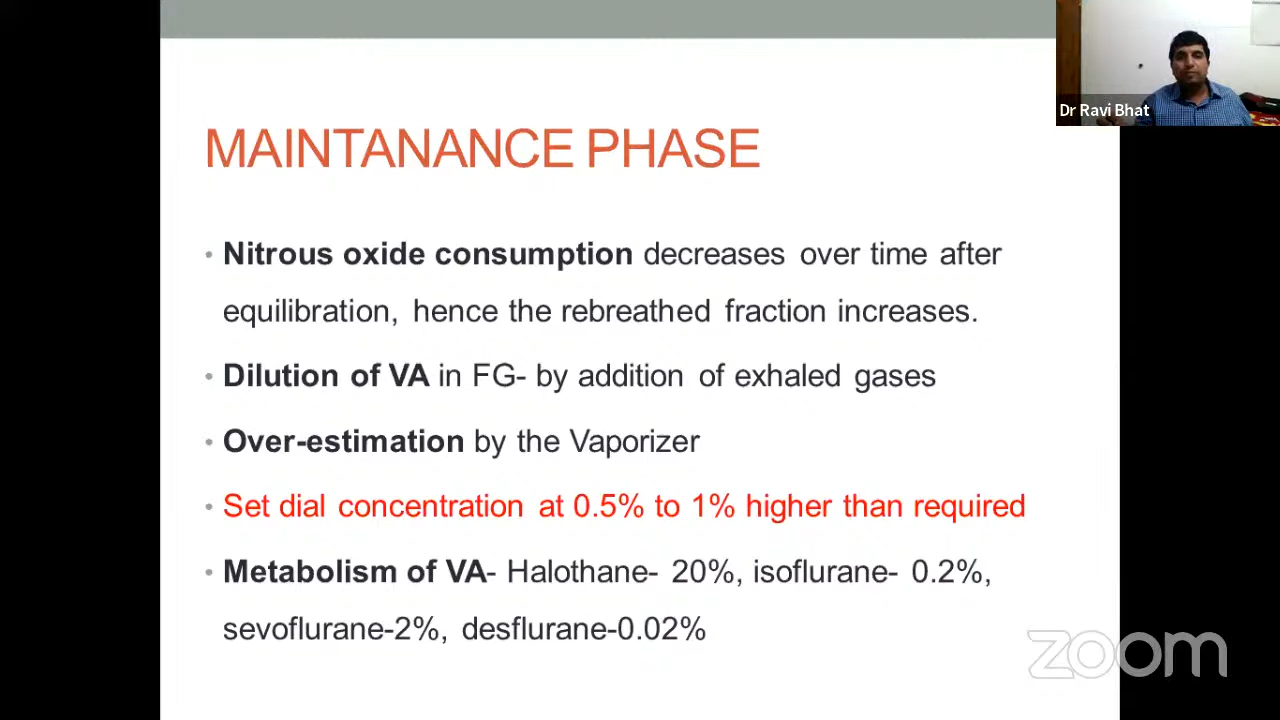 Dr Ravi Bhat
MAINTANANCE PHASE
• Nitrous oxide consumption decreases over time after
equilibration, hence the rebreathed fraction increases.
• Dilution of VA in FG- by addition of exhaled gases
• Over-estimation by the Vaporizer
• Set dial concentration at 0.5% to 1% higher than required
• Metabolism of VA- Halothane- 20%, isoflurane- 0.2%,
sevoflurane-2%, desflurane-0.02%
zoom